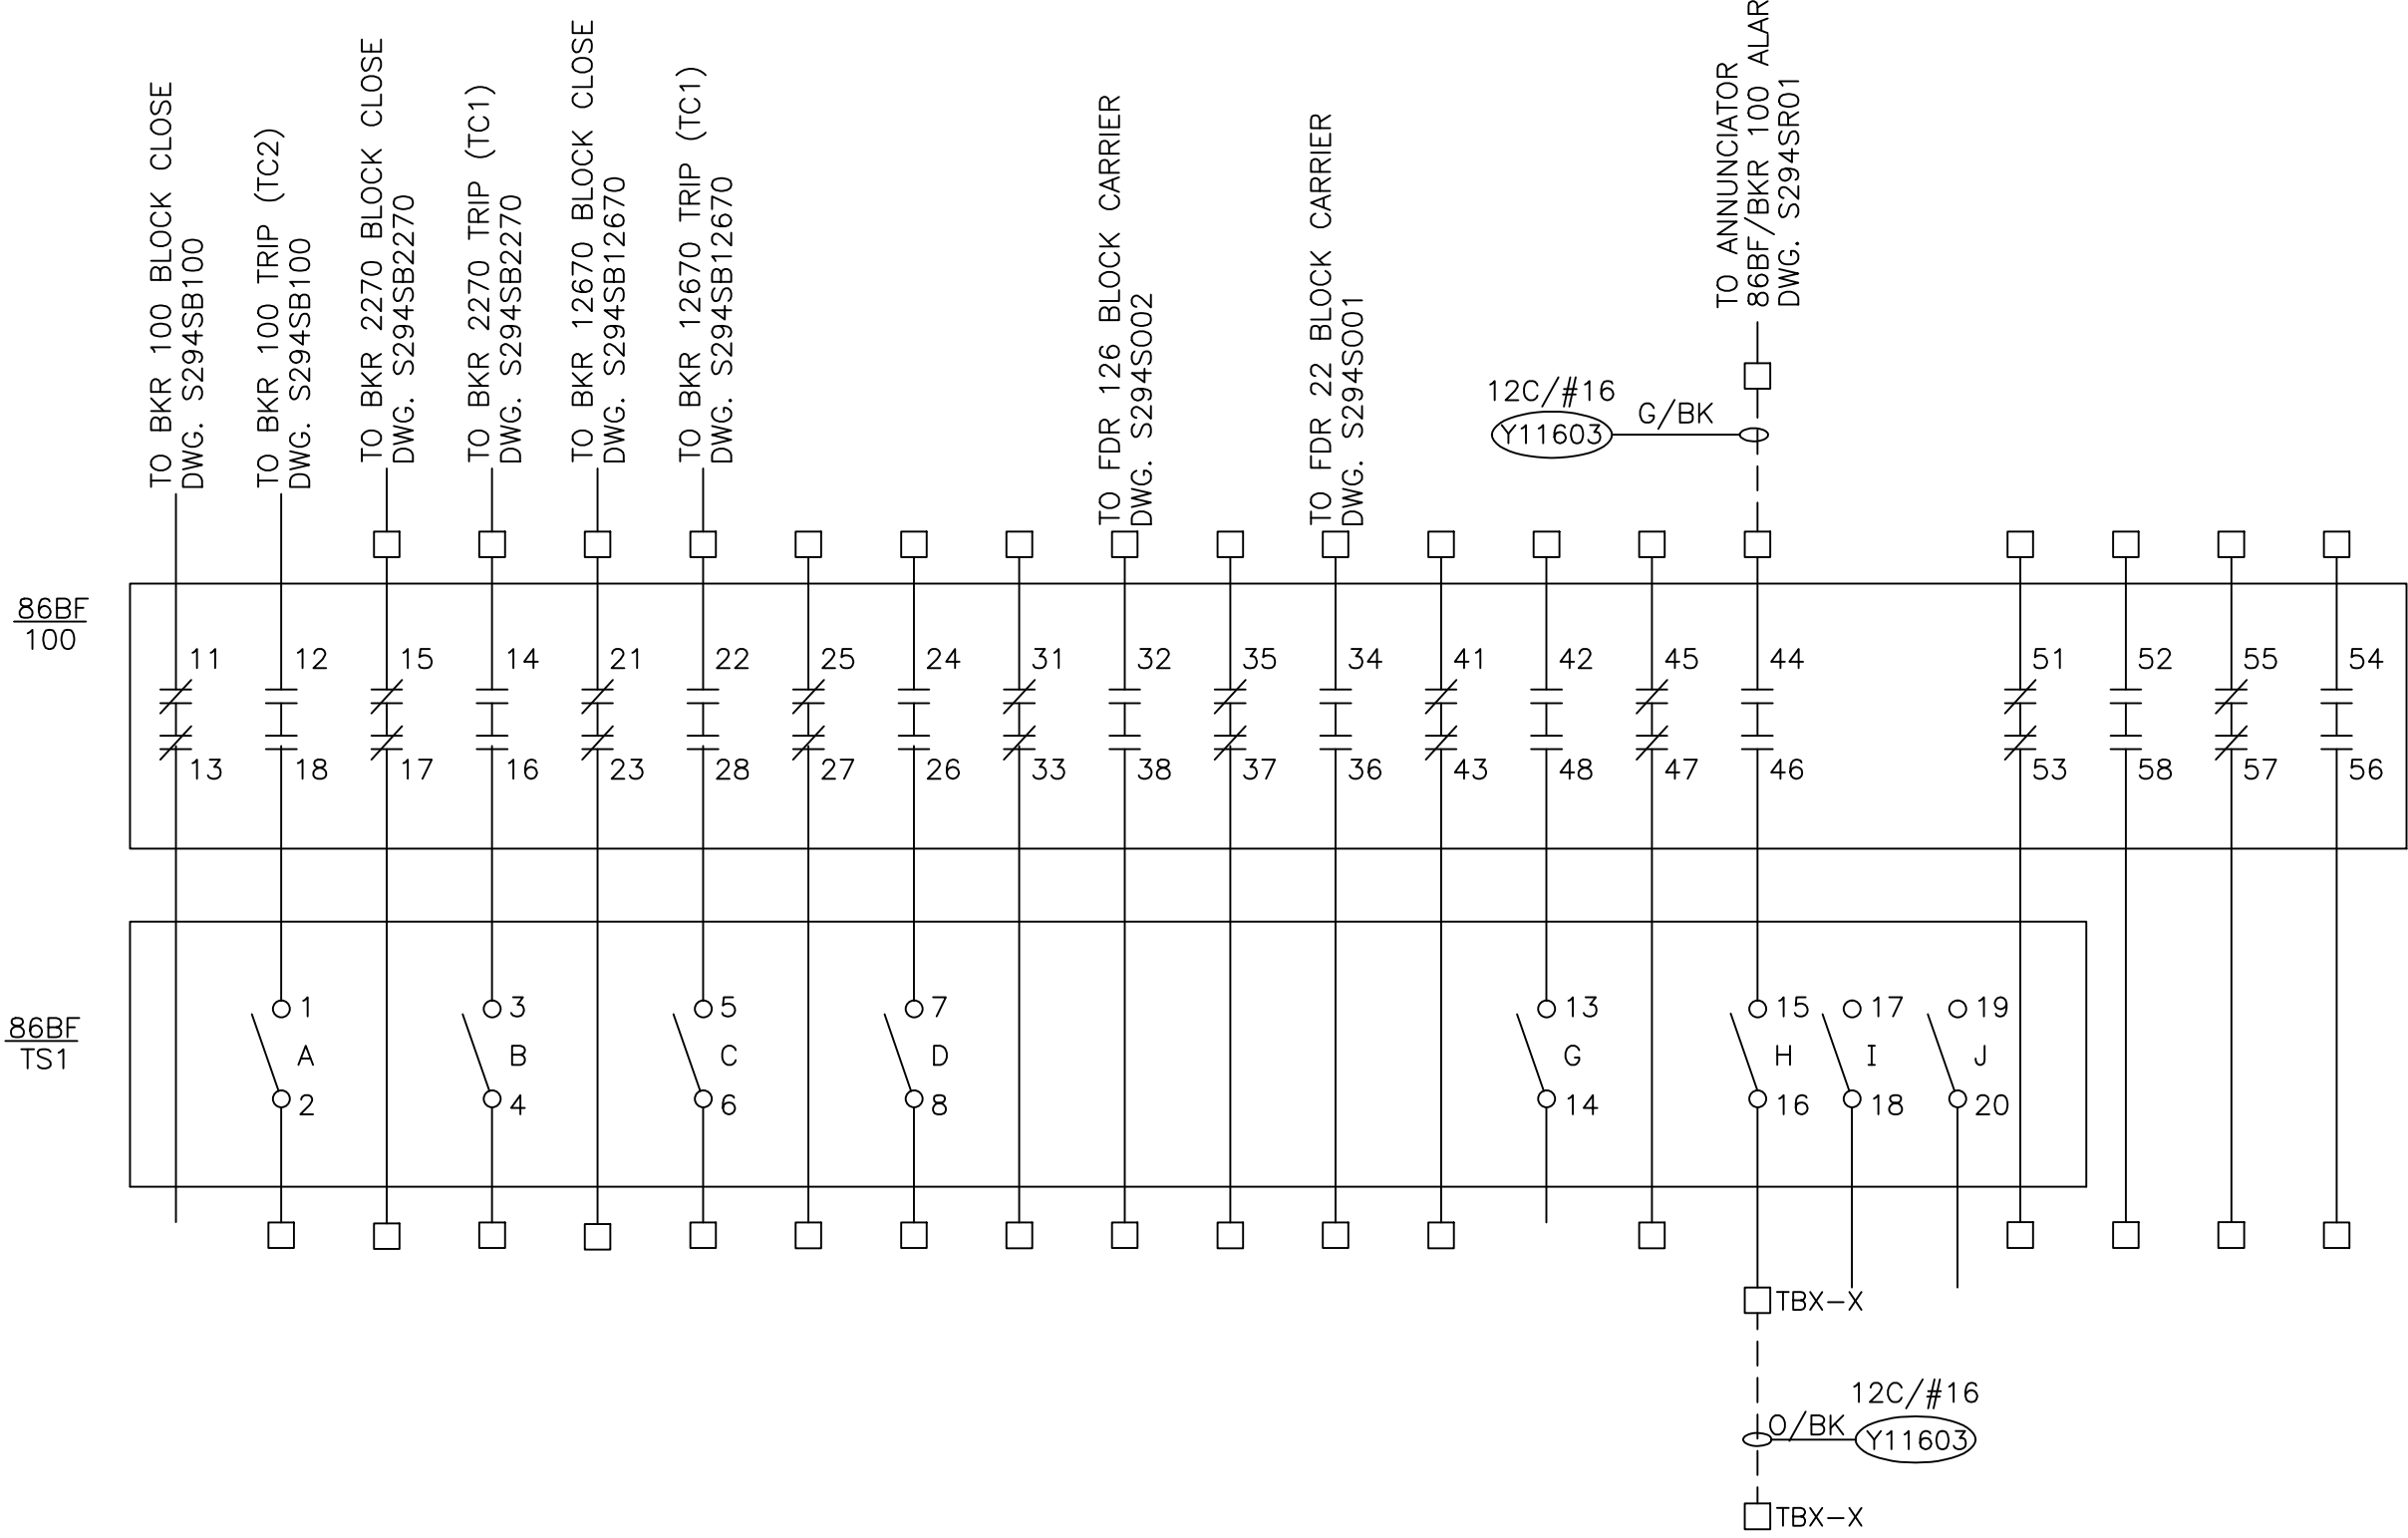 TO BKR 100 BLOCK CLOSE
DWG. S294SB100
TO BKR 100 TRIP (TC2)
DWG. S294SB100
TO BKR 2270 BLOCK CLOSE
DWG. S294SB2270
TO BKR 2270 TRIP (TC1)
DWG. S294SB2270
TO BKR 12670 BLOCK CLOSE
DWG. S294SB12670
TO BKR 12670 TRIP (TC1)
DWG. S294SB12670
TO FDR 126 BLOCK CARRIER
DWG. S294S002
TO FDR 22 BLOCK CARRIER
DWG. S294S001
TO ANNUNCIATOR
86BF/BKR 100 ALAR
DWG. S294SR01
12C/#16
Y11603
G/BK
86BF
100
11 12 15 14 21 22 25 24 31 32 35 34 41 42 45 44 51 52 55 54
13 18 17 16 23 28 27 26 33 38 37 36 43 48 47 46 53 58 57 56
86BF
TS1
1 3 5 7 13 15 17 19
A B C D G H I J
2 4 6 8 14 16 18 20
TBX-X
12C/#16
O/BK
Y11603
TBX-X